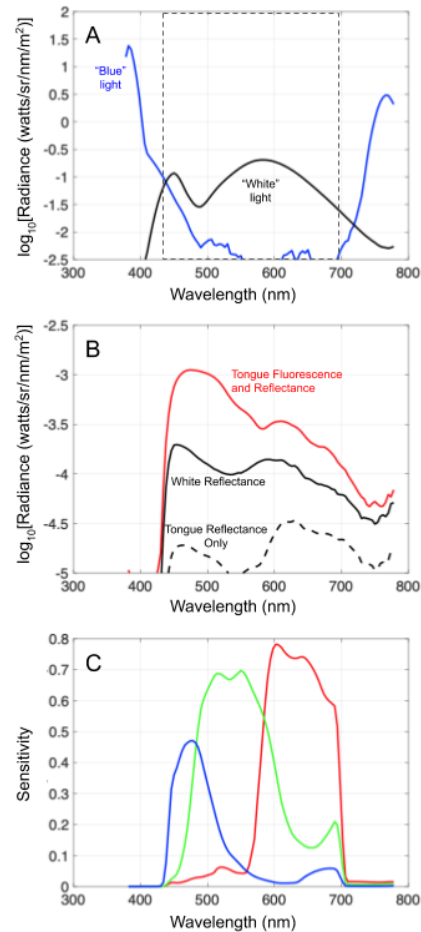 A
2
1.5
1
0.5
0
-0.5
-1
-1.5
-2
-2.5
log10[Radiance (watts/sr/nm/m²)]
“Blue”
light
“White”
light
300 400 500 600 700 800
Wavelength (nm)
B
-2.5
-3
-3.5
-4
-4.5
-5
log10[Radiance (watts/sr/nm/m²)]
Tongue Fluorescence
and Reflectance
White Reflectance
Tongue Reflectance
Only
300 400 500 600 700 800
Wavelength (nm)
C
0.8
0.7
0.6
0.5
0.4
0.3
0.2
0.1
0
Sensitivity
300 400 500 600 700 800
Wavelength (nm)